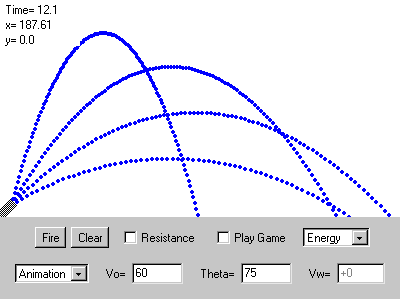 Time= 12.1
x= 187.61
y= 0.0
Fire Clear Resistance Play Game Energy
Animation Vo= 60 Theta= 75 Vw= +0